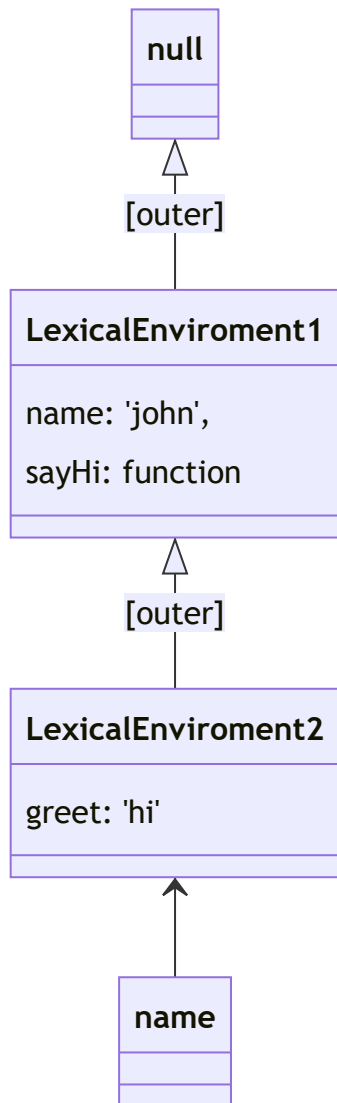 null
[outer]
LexicalEnviroment1
name: 'john',
sayHi: function
[outer]
LexicalEnviroment2
greet: 'hi'
name